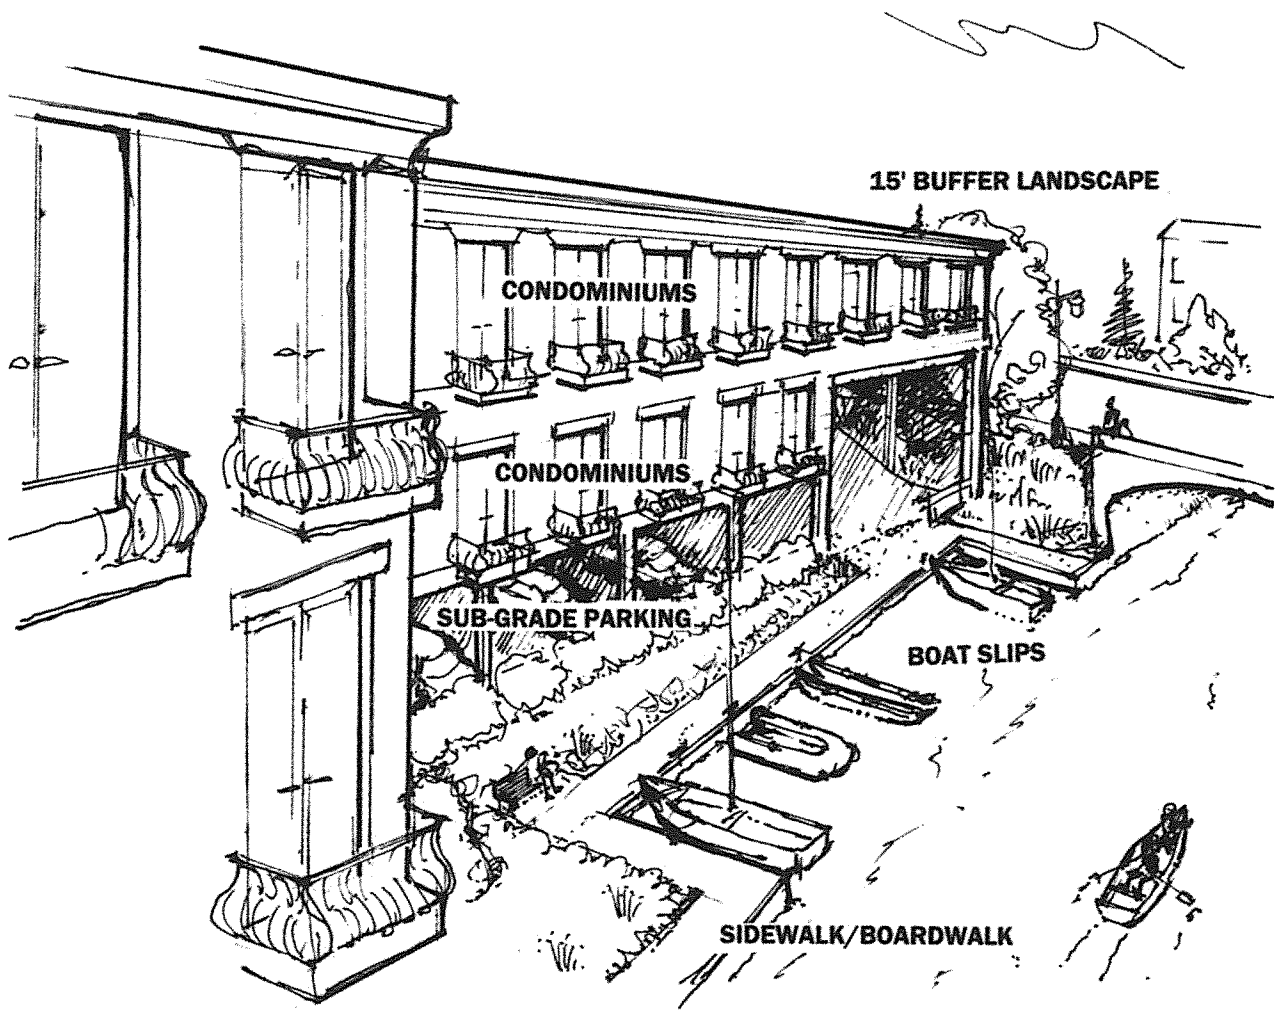 15' BUFFER LANDSCAPE
CONDOMINIUMS
CONDOMINIUMS
SUB-GRADE PARKING
BOAT SLIPS
SIDEWALK/BOARDWALK